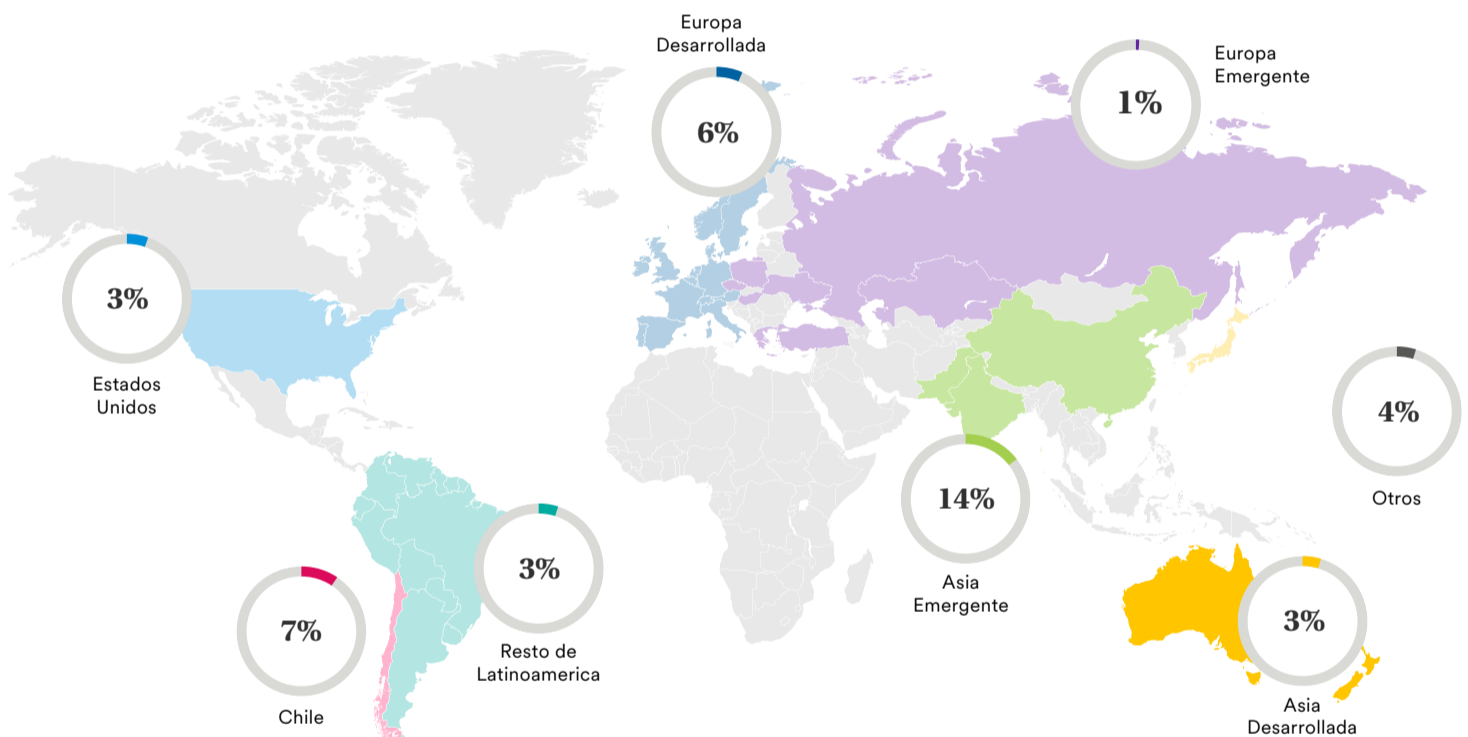 Europa
Desarrollada
6%
Europa
Emergente
1%
3%
Estados
Unidos
4%
Otros
14%
Asia
Emergente
3%
Resto de
Latinoamerica
7%
Chile
3%
Asia
Desarrollada